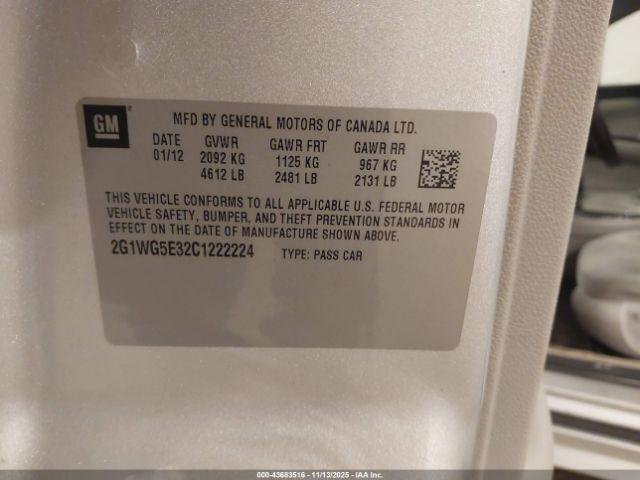 GM
MFD BY GENERAL MOTORS OF CANADA LTD.
DATE GVWR GAWR FRT GAWR RR
01/12 2092 KG 1125 KG 967 KG
4612 LB 2481 LB 2131 LB
THIS VEHICLE CONFORMS TO ALL APPLICABLE U.S. FEDERAL MOTOR
VEHICLE SAFETY, BUMPER, AND THEFT PREVENTION STANDARDS IN
EFFECT ON THE DATE OF MANUFACTURE SHOWN ABOVE.
2G1WG5E32C1222224 TYPE: PASS CAR
000-43683516 - 11/13/2025 - IAA Inc.